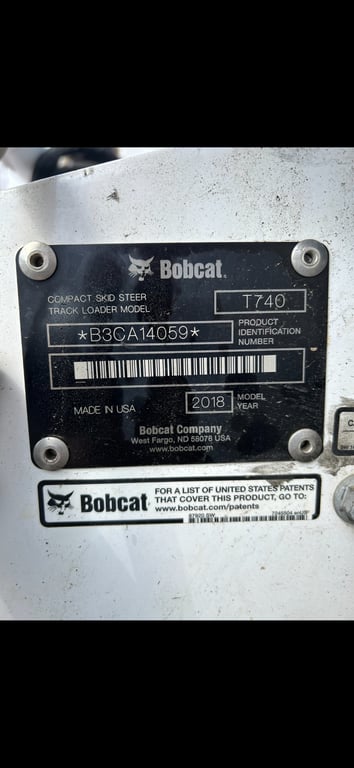 Bobcat.
COMPACT SKID STEER
TRACK LOADER MODEL
T740
*B3CA14059*
PRODUCT
IDENTIFICATION
NUMBER
MADE IN USA
2018
MODEL
YEAR
Bobcat Company
West Fargo, ND 58078 USA
www.bobcat.com
Bobcat
FOR A LIST OF UNITED STATES PATENTS
THAT COVER THIS PRODUCT, GO TO:
www.bobcat.com/patents